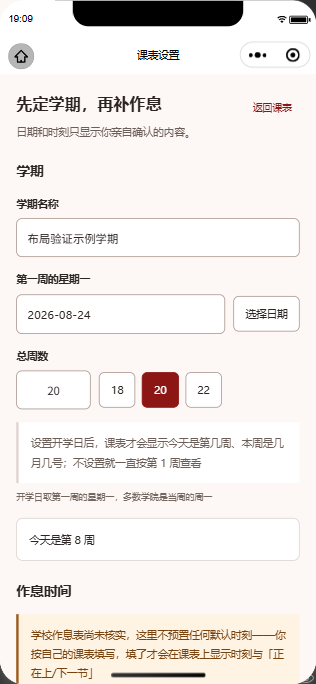 19:09
课表设置
先定学期，再补作息
返回课表
日期和时刻只显示你亲自确认的内容。
学期
学期名称
布局验证示例学期
第一周的星期一
2026-08-24
选择日期
总周数
20
18
20
22
设置开学日后，课表才会显示今天是第几周、本周是几
月几号；不设置就一直按第 1 周查看
开学日取第一周的星期一，多数学院是当周的周一
今天是第 8 周
作息时间
学校作息表尚未核实，这里不预置任何默认时刻——你
按自己的课表填写，填了才会在课表上显示时刻与「正
在上/下一节」